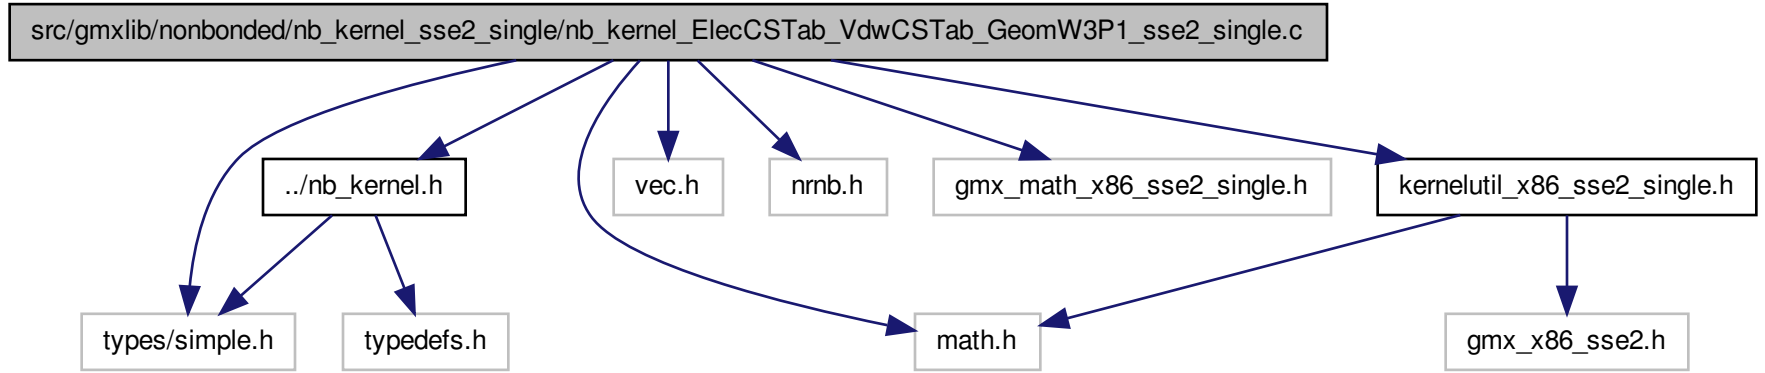 src/gmxlib/nonbonded/nb_kernel_sse2_single/nb_kernel_ElecCSTab_VdwCSTab_GeomW3P1_sse2_single.c
../nb_kernel.h
vec.h
nrnb.h
gmx_math_x86_sse2_single.h
kernelutil_x86_sse2_single.h
types/simple.h
typedefs.h
math.h
gmx_x86_sse2.h